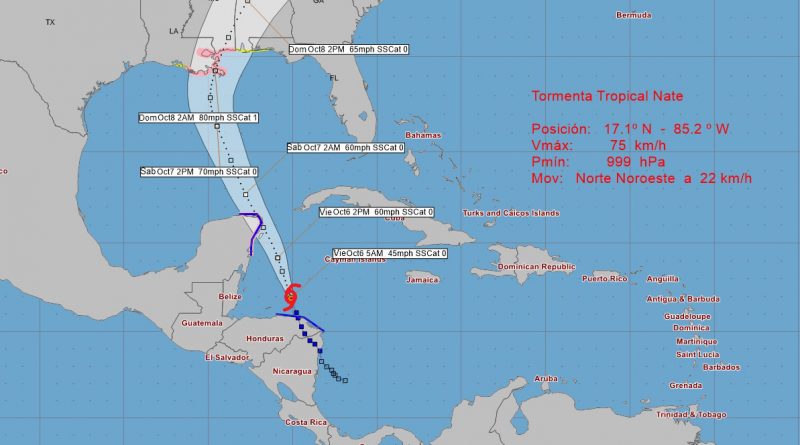 TX
LA
GA
Bermuda
Dom Oct8 2PM 65mph SSCat 0
FL
Tormenta Tropical Nate
Dom Oct8 2AM 80mph SSCat 1
Posición: 17.1º N - 85.2 º W
Bahamas
Vmáx: 75 km/h
Sab Oct7 2AM 60mph SSCat 0
Pmín: 999 hPa
Sab Oct7 2PM 70mph SSCat 0
Mov: Norte Noroeste a 22 km/h
co
Vie Oct6 2PM 60mph SSCat 0
Cuba
Turks and Caicos Islands
Vie Oct6 5AM 45mph SSCat 0
Cayman Islands
Dominican Republic
Jamaica
Puerto Rico
Anguilla
Belize
Antigua & Barbuda
Guatemala
Guadeloupe
Dominica
Honduras
Martinique
El Salvador
Saint Lucia
Nicaragua
Barbados
Aruba
Grenada
Costa Rica
Trinidad & Tobago